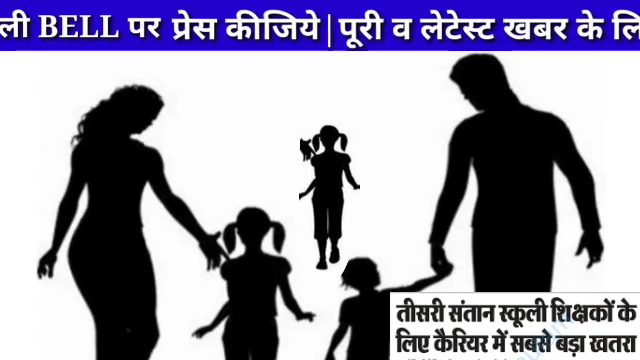 ली BELL पर प्रेस कीजिये | पूरी व लेटेस्ट खबर के लि
तीसरी संतान स्कूली शिक्षकों के
लिए कैरियर में सबसे बड़ा खतरा